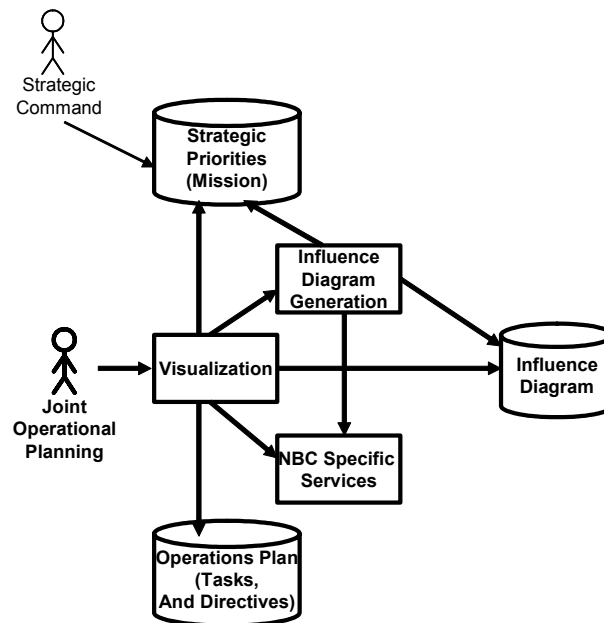 Strategic
Command
Strategic
Priorities
(Mission)
Influence
Diagram
Generation
Visualization
Influence
Diagram
Joint
Operational
Planning
NBC Specific
Services
Operations Plan
(Tasks,
And Directives)